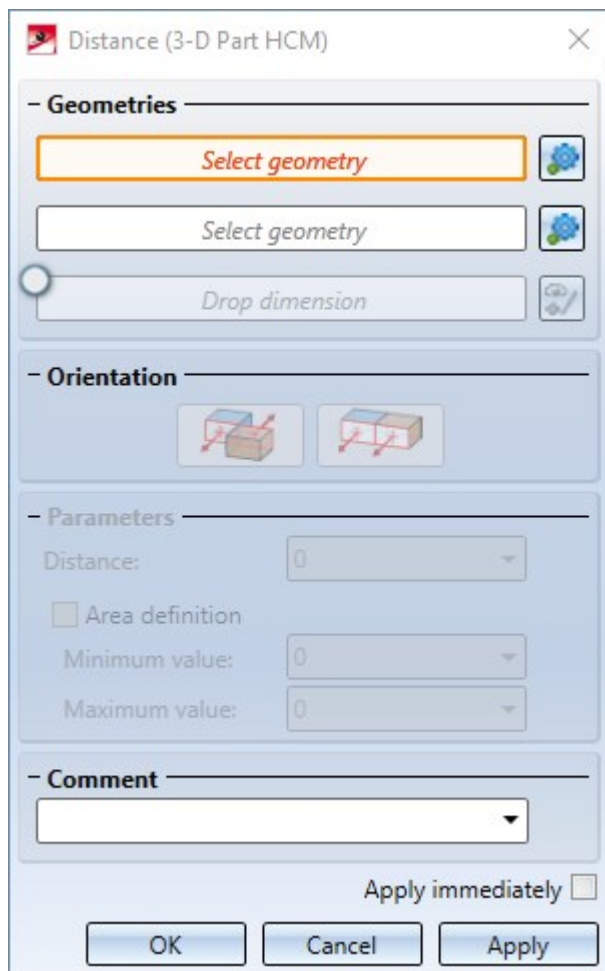 Distance (3-D Part HCM)
Geometries
Select geometry
Select geometry
Drop dimension
Orientation
Parameters
Distance: 0
Area definition
Minimum value: 0
Maximum value: 0
Comment
Apply immediately
OK Cancel Apply